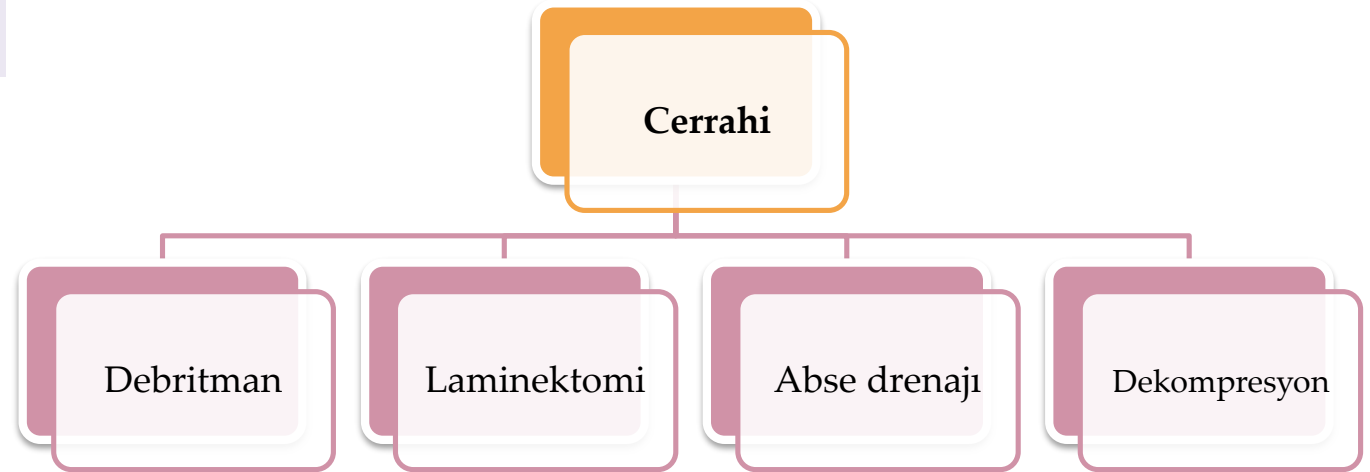 Cerrahi
Debritman
Laminektomi
Abse drenajı
Dekompresyon